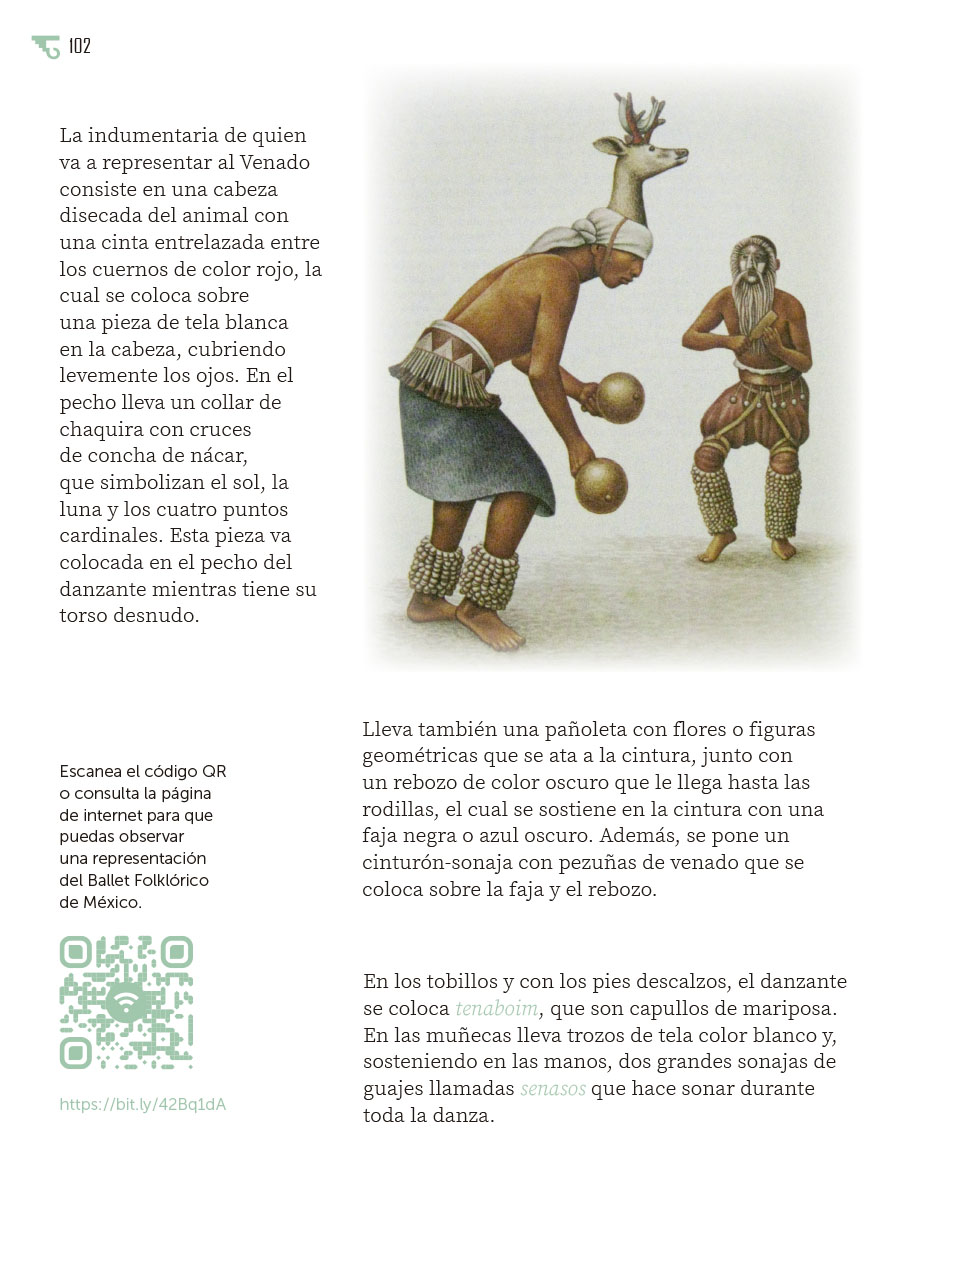 102
La indumentaria de quien
va a representar al Venado
consiste en una cabeza
disecada del animal con
una cinta entrelazada entre
los cuernos de color rojo, la
cual se coloca sobre
una pieza de tela blanca
en la cabeza, cubriendo
levemente los ojos. En el
pecho lleva un collar de
chaquira con cruces
de concha de nácar,
que simbolizan el sol, la
luna y los cuatro puntos
cardinales. Esta pieza va
colocada en el pecho del
danzante mientras tiene su
torso desnudo.
Lleva también una pañoleta con flores o figuras
geométricas que se ata a la cintura, junto con
un rebozo de color oscuro que le llega hasta las
rodillas, el cual se sostiene en la cintura con una
faja negra o azul oscuro. Además, se pone un
cinturón-sonaja con pezuñas de venado que se
coloca sobre la faja y el rebozo.
En los tobillos y con los pies descalzos, el danzante
se coloca tenaboim, que son capullos de mariposa.
En las muñecas lleva trozos de tela color blanco y,
sosteniendo en las manos, dos grandes sonajas de
guajes llamadas senasos que hace sonar durante
toda la danza.
Escanea el código QR
o consulta la página
de internet para que
puedas observar
una representación
del Ballet Folklórico
de México.
https://bit.ly/42Bq1dA